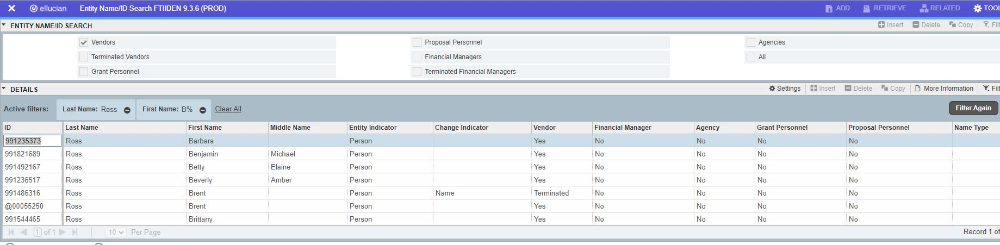 ✕ ellucian Entity Name/ID Search FTIIDEN 9.3.6 (PROD) ADD RETRIEVE RELATED
ENTITY NAME/ID SEARCH Insert Delete Copy
Vendors Proposal Personnel Agencies
Terminated Vendors Financial Managers All
Grant Personnel Terminated Financial Managers
DETAILS Settings Insert Delete Copy More Information
Active filters: Last Name: Ross First Name: B% Clear All Filter Again
ID Last Name First Name Middle Name Entity Indicator Change Indicator Vendor Financial Manager Agency Grant Personnel Proposal Personnel Name Type
991235373 Ross Barbara Person Yes No No No No
991821689 Ross Benjamin Michael Person Yes No No No No
991492167 Ross Betty Elaine Person Yes No No No No
991236517 Ross Beverly Amber Person Yes No No No No
991486316 Ross Brent Person Name Terminated No No No No
@00055250 Ross Brent Person Yes No No No No
991544465 Ross Brittany Person Yes No No No No
1 of 1 10 Per Page Record 1 of